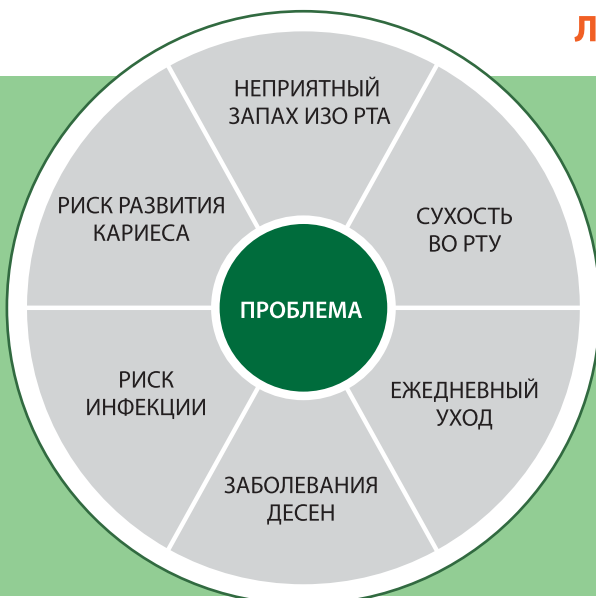 Л
НЕПРИЯТНЫЙ
ЗАПАХ ИЗО РТА
СУХОСТЬ
ВО РТУ
ЕЖЕДНЕВНЫЙ
УХОД
ЗАБОЛЕВАНИЯ
ДЕСЕН
РИСК
ИНФЕКЦИИ
РИСК РАЗВИТИЯ
КАРИЕСА
ПРОБЛЕМА